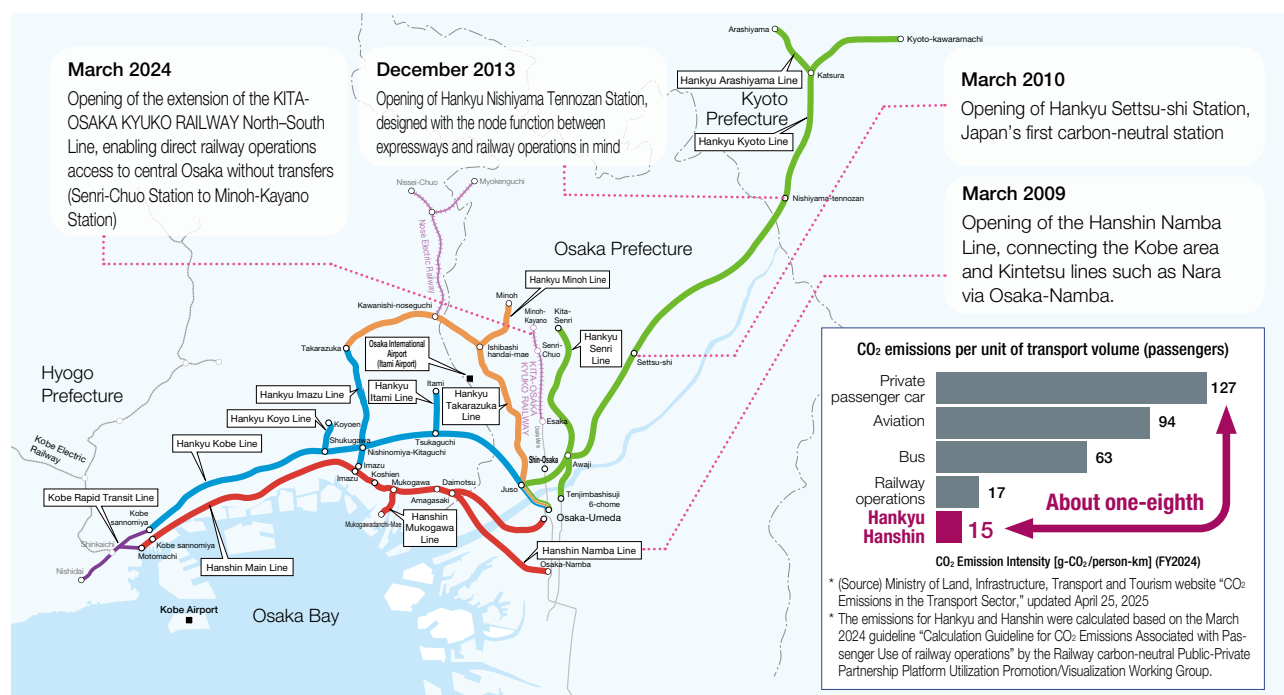 March 2024
Opening of the extension of the KITA-
OSAKA KYUKO RAILWAY North–South
Line, enabling direct railway operations
access to central Osaka without transfers
(Senri-Chuo Station to Minoh-Kayano
Station)
December 2013
Opening of Hankyu Nishiyama Tennozan Station,
designed with the node function between
expressways and railway operations in mind
March 2010
Opening of Hankyu Settsu-shi Station,
Japan's first carbon-neutral station
March 2009
Opening of the Hanshin Namba
Line, connecting the Kobe area
and Kintetsu lines such as Nara
via Osaka-Namba.
Arashiyama
Kyoto-kawaramachi
Hankyu Arashiyama Line
Katsura
Kyoto
Prefecture
Hankyu Kyoto Line
Nishiyama-tennozan
Nissei-Chuo
Myokenguchi
Nose Electric Railway
Osaka Prefecture
Hankyu Minoh Line
Minoh
Kawanishi-noseguchi
Minoh-
Kayano
Kita-
Senri
Hankyu
Senri
Line
Takarazuka
Osaka International
Airport
(Itami Airport)
Ishibashi
handai-mae
Senri-
Chuo
Settsu-shi
KITA-OSAKA
KYUKO RAILWAY
Hyogo
Prefecture
Hankyu Imazu Line
Hankyu
Itami Line
Itami
Hankyu
Takarazuka
Line
Esaka
Hankyu Koyo Line
Koyoen
Hankyu Kobe Line
Shukugawa
Nishinomiya-Kitaguchi
Tsukaguchi
Shin-Osaka
Awaji
Kobe Electric
Railway
Imazu
Imazu
Koshien
Mukogawa
Daimotsu
Amagasaki
Juso
Tenjimbashisuji
6-chome
Osaka-Umeda
Kobe Rapid Transit Line
Kobe
sannomiya
Mukogawadanchi-Mae
Hanshin
Mukogawa
Line
Shinkaichi
Kobe sannomiya
Motomachi
Hanshin Main Line
Hanshin Namba Line
Osaka-Namba
Nishidai
Kobe Airport
Osaka Bay
CO₂ emissions per unit of transport volume (passengers)
Private
passenger car
127
Aviation
94
Bus
63
Railway
operations
17
Hankyu
Hanshin
15
About one-eighth
CO₂ Emission Intensity [g-CO₂/person-km] (FY2024)
* (Source) Ministry of Land, Infrastructure, Transport and Tourism website "CO₂
Emissions in the Transport Sector," updated April 25, 2025
* The emissions for Hankyu and Hanshin were calculated based on the March
2024 guideline "Calculation Guideline for CO₂ Emissions Associated with Pas-
senger Use of railway operations" by the Railway carbon-neutral Public-Private
Partnership Platform Utilization Promotion/Visualization Working Group.